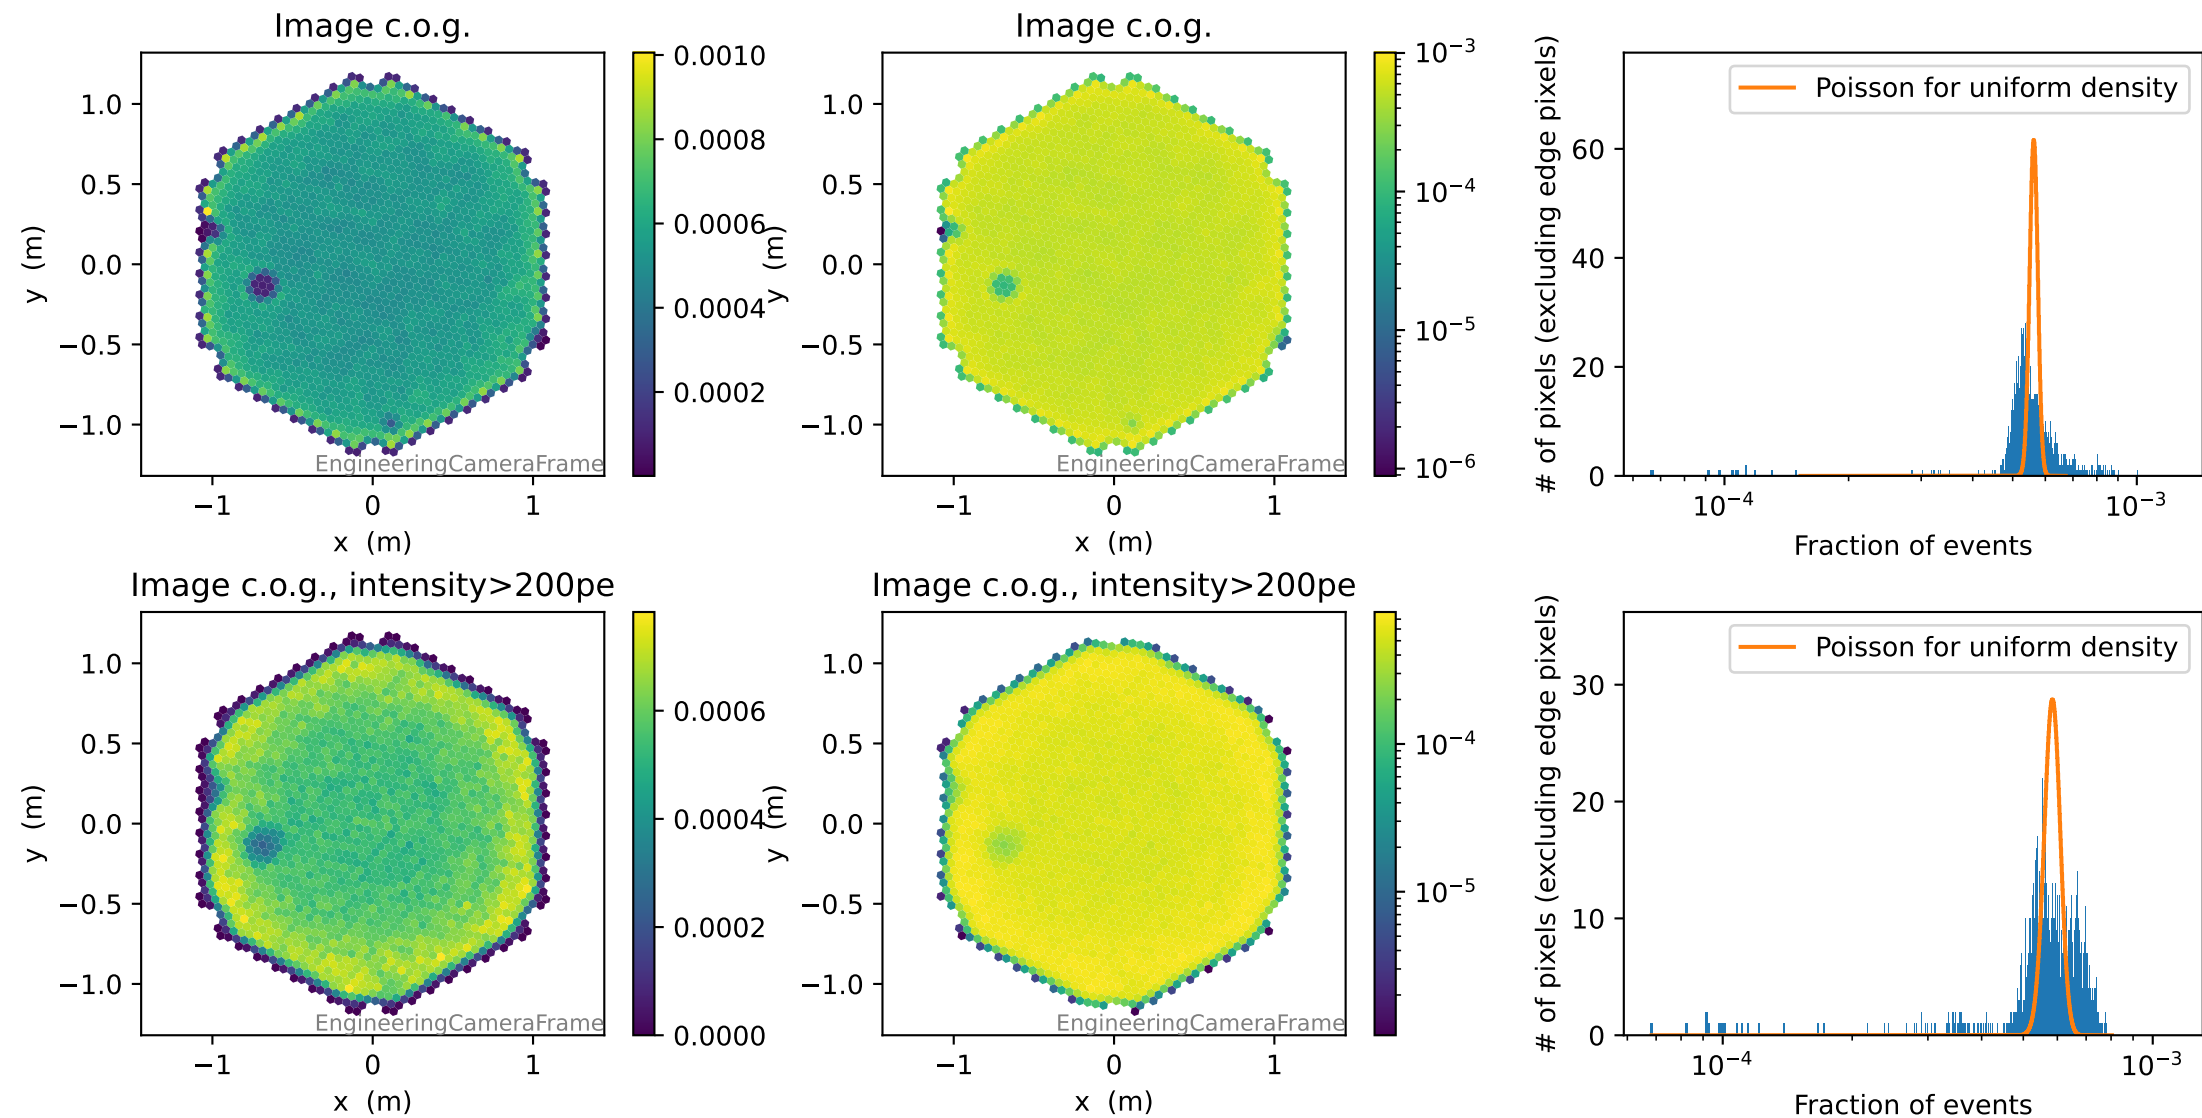 Image c.o.g.
1.0
0.5
0.0
−0.5
−1.0
y (m)
−1
0
1
x (m)
EngineeringCameraFrame
0.0010
0.0008
0.0006
0.0004
0.0002
Image c.o.g.
1.0
0.5
0.0
−0.5
−1.0
y (m)
−1
0
1
x (m)
EngineeringCameraFrame
10⁻³
10⁻⁴
10⁻⁵
10⁻⁶
# of pixels (excluding edge pixels)
60
40
20
0
Poisson for uniform density
10⁻⁴
10⁻³
Fraction of events
Image c.o.g., intensity>200pe
1.0
0.5
0.0
−0.5
−1.0
y (m)
−1
0
1
x (m)
EngineeringCameraFrame
0.0006
0.0004
0.0002
0.0000
Image c.o.g., intensity>200pe
1.0
0.5
0.0
−0.5
−1.0
y (m)
−1
0
1
x (m)
EngineeringCameraFrame
10⁻⁴
10⁻⁵
# of pixels (excluding edge pixels)
30
20
10
0
Poisson for uniform density
10⁻⁴
10⁻³
Fraction of events